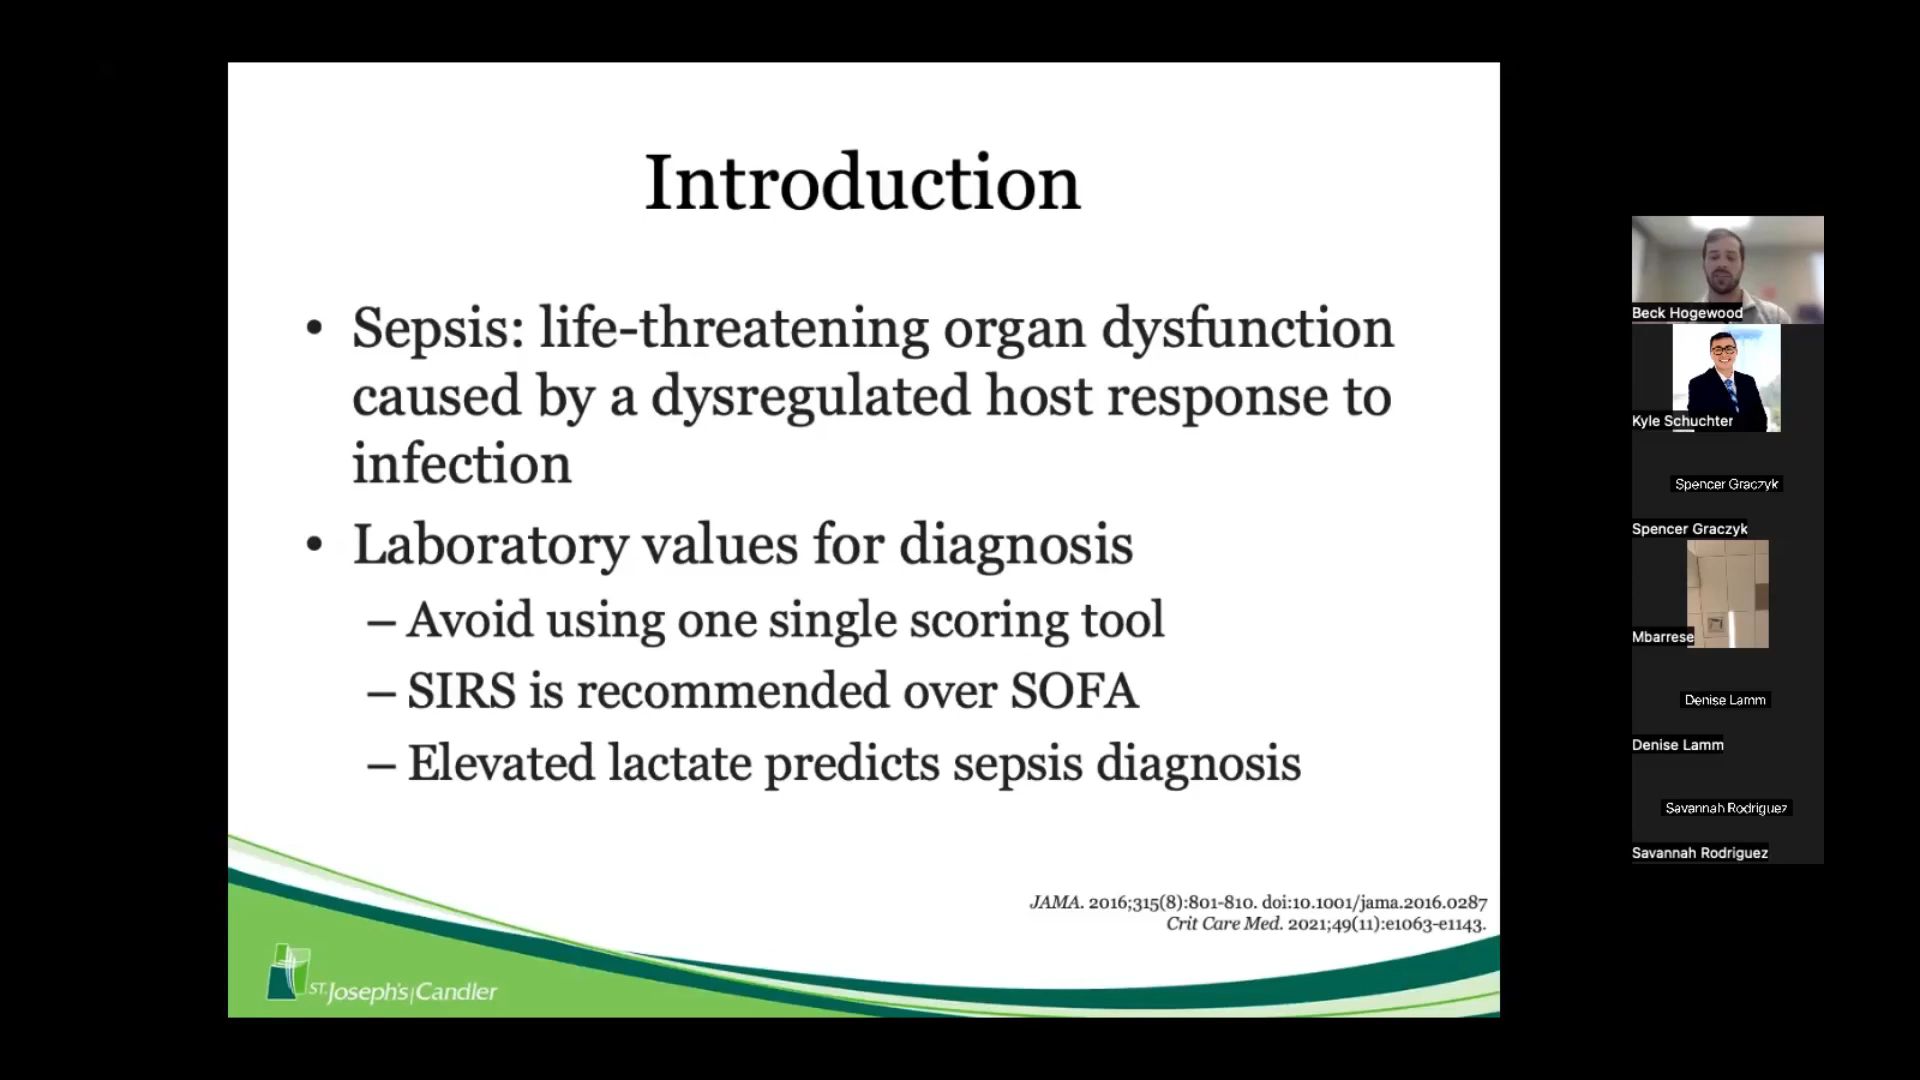 Introduction
• Sepsis: life-threatening organ dysfunction
caused by a dysregulated host response to
infection
• Laboratory values for diagnosis
– Avoid using one single scoring tool
– SIRS is recommended over SOFA
– Elevated lactate predicts sepsis diagnosis
JAMA. 2016;315(8):801-810. doi:10.1001/jama.2016.0287
Crit Care Med. 2021;49(11):e1063-e1143.
ST. Joseph's|Candler
Beck Hogewood
Kyle Schuchter
Spencer Graczyk
Spencer Graczyk
Mbarrese
Denise Lamm
Denise Lamm
Savannah Rodriguez
Savannah Rodriguez